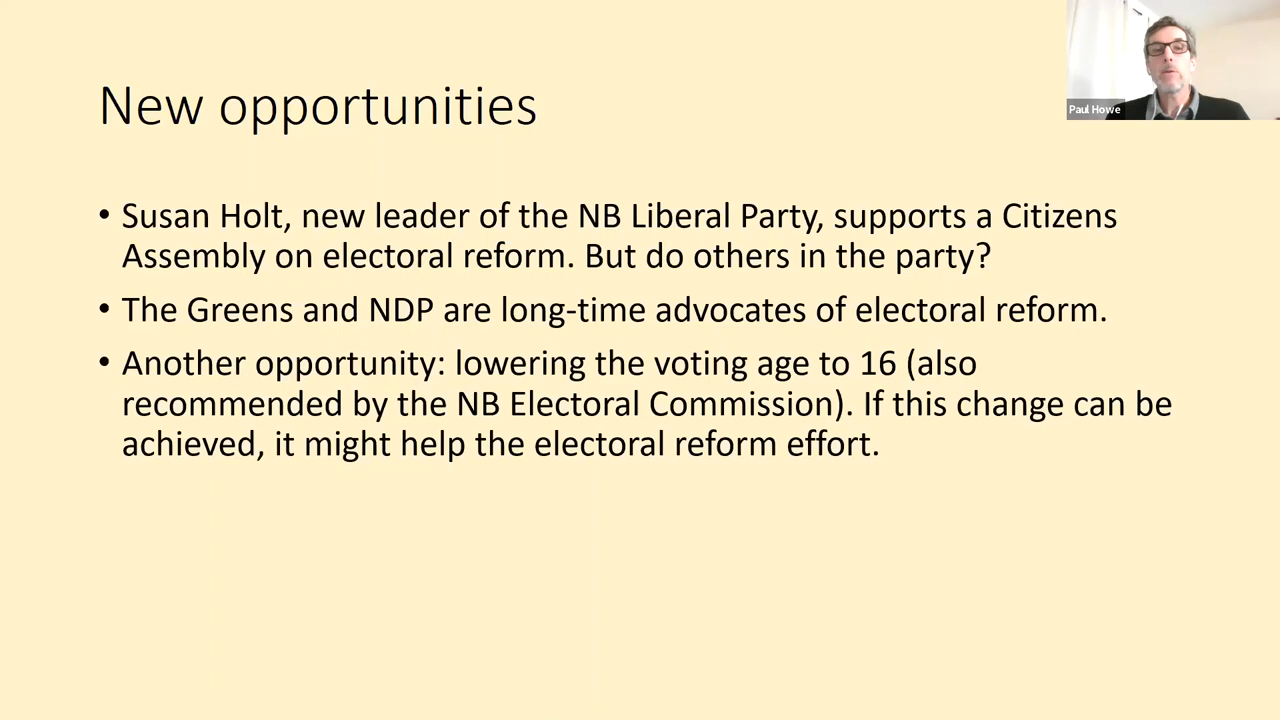 New opportunities
Paul Howe
• Susan Holt, new leader of the NB Liberal Party, supports a Citizens
Assembly on electoral reform. But do others in the party?
• The Greens and NDP are long-time advocates of electoral reform.
• Another opportunity: lowering the voting age to 16 (also
recommended by the NB Electoral Commission). If this change can be
achieved, it might help the electoral reform effort.